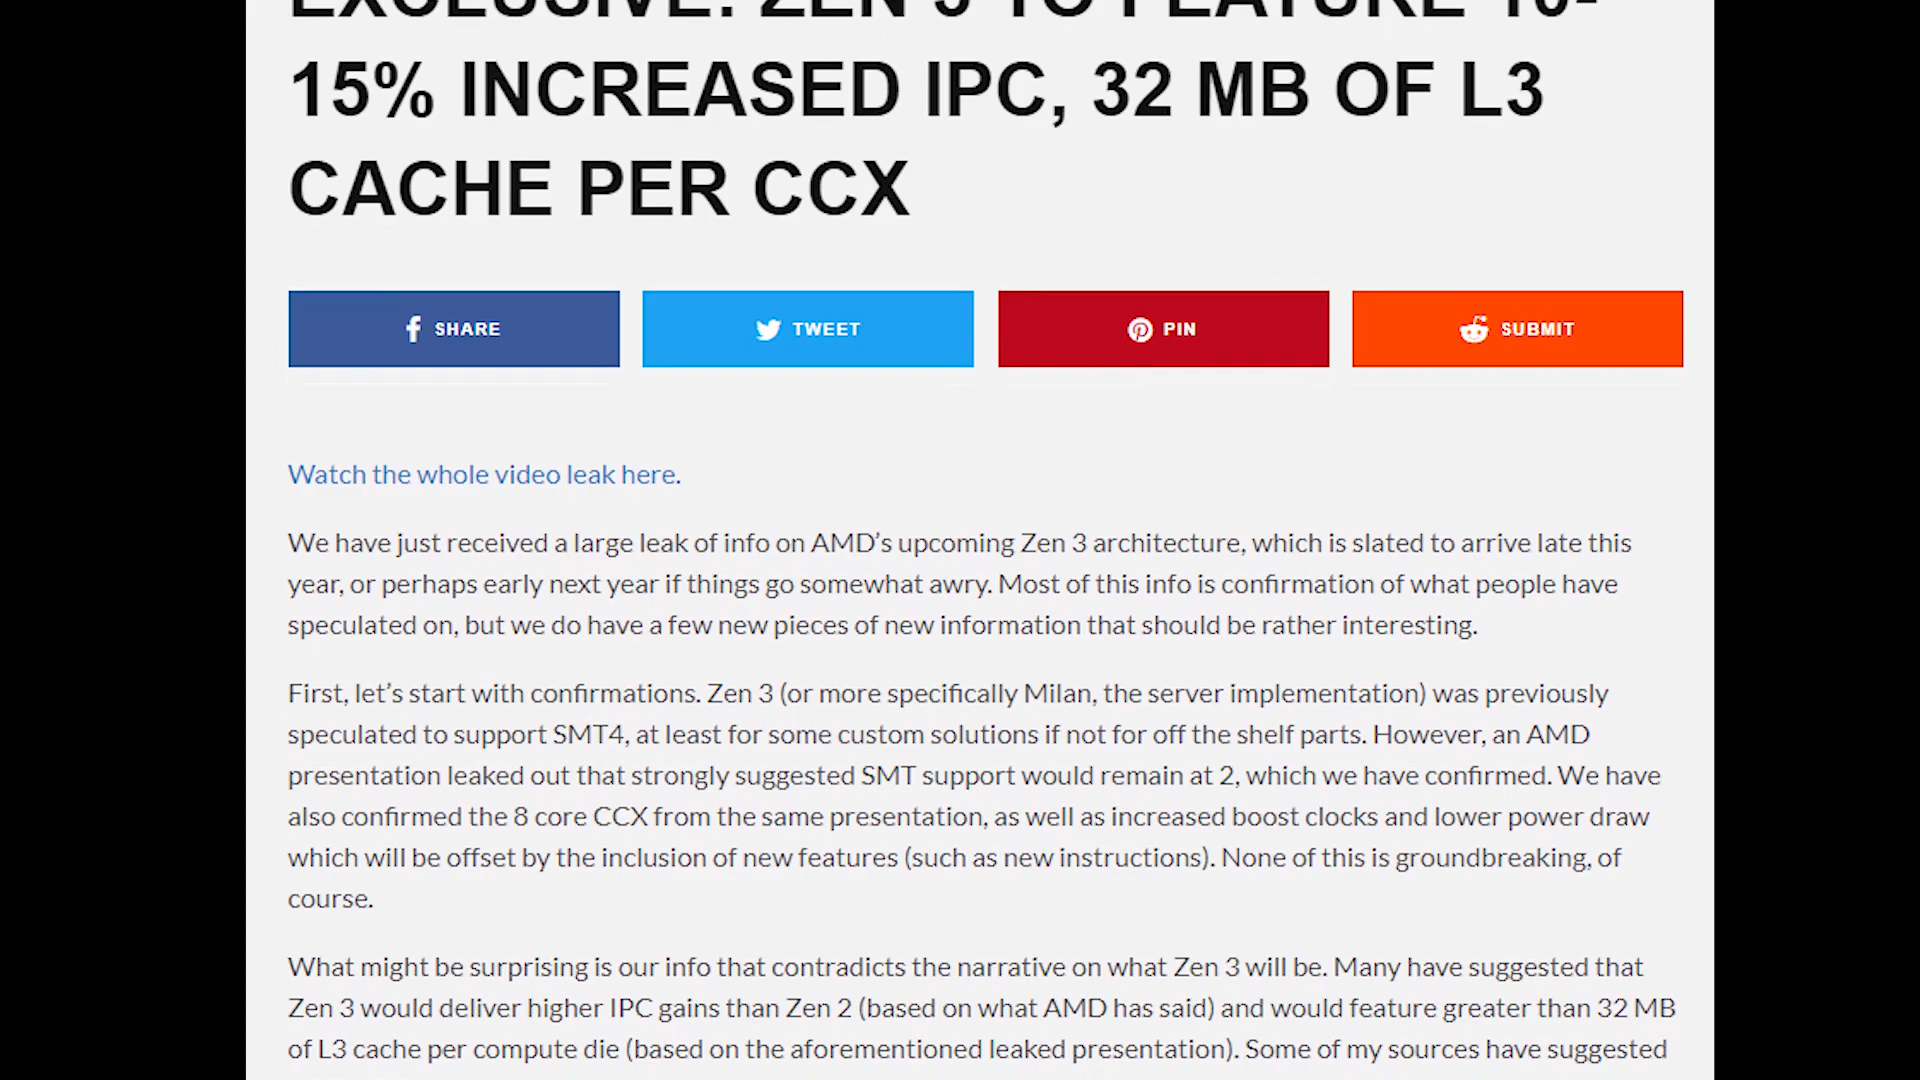 EXCLUSIVE: ZEN 3 TO FEATURE 10-
15% INCREASED IPC, 32 MB OF L3
CACHE PER CCX
SHARE TWEET PIN SUBMIT
Watch the whole video leak here.
We have just received a large leak of info on AMD’s upcoming Zen 3 architecture, which is slated to arrive late this
year, or perhaps early next year if things go somewhat awry. Most of this info is confirmation of what people have
speculated on, but we do have a few new pieces of new information that should be rather interesting.
First, let’s start with confirmations. Zen 3 (or more specifically Milan, the server implementation) was previously
speculated to support SMT4, at least for some custom solutions if not for off the shelf parts. However, an AMD
presentation leaked out that strongly suggested SMT support would remain at 2, which we have confirmed. We have
also confirmed the 8 core CCX from the same presentation, as well as increased boost clocks and lower power draw
which will be offset by the inclusion of new features (such as new instructions). None of this is groundbreaking, of
course.
What might be surprising is our info that contradicts the narrative on what Zen 3 will be. Many have suggested that
Zen 3 would deliver higher IPC gains than Zen 2 (based on what AMD has said) and would feature greater than 32 MB
of L3 cache per compute die (based on the aforementioned leaked presentation). Some of my sources have suggested